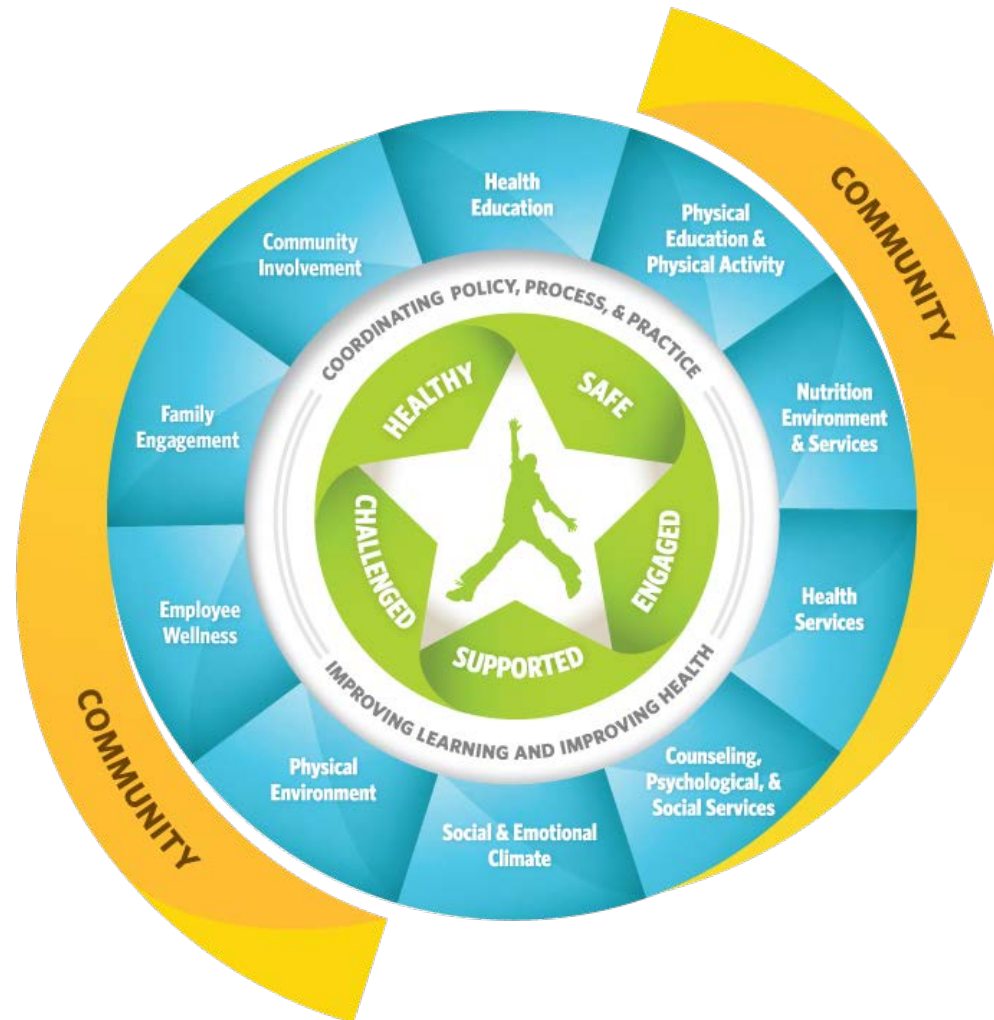 COMMUNITY
Health
Education
Physical
Education &
Physical Activity
Nutrition
Environment
& Services
Health
Services
Counseling,
Psychological, &
Social Services
Social & Emotional
Climate
Physical
Environment
Employee
Wellness
Family
Engagement
Community
Involvement
COORDINATING POLICY, PROCESS, & PRACTICE
IMPROVING LEARNING AND IMPROVING HEALTH
HEALTHY
SAFE
ENGAGED
SUPPORTED
CHALLENGED
COMMUNITY